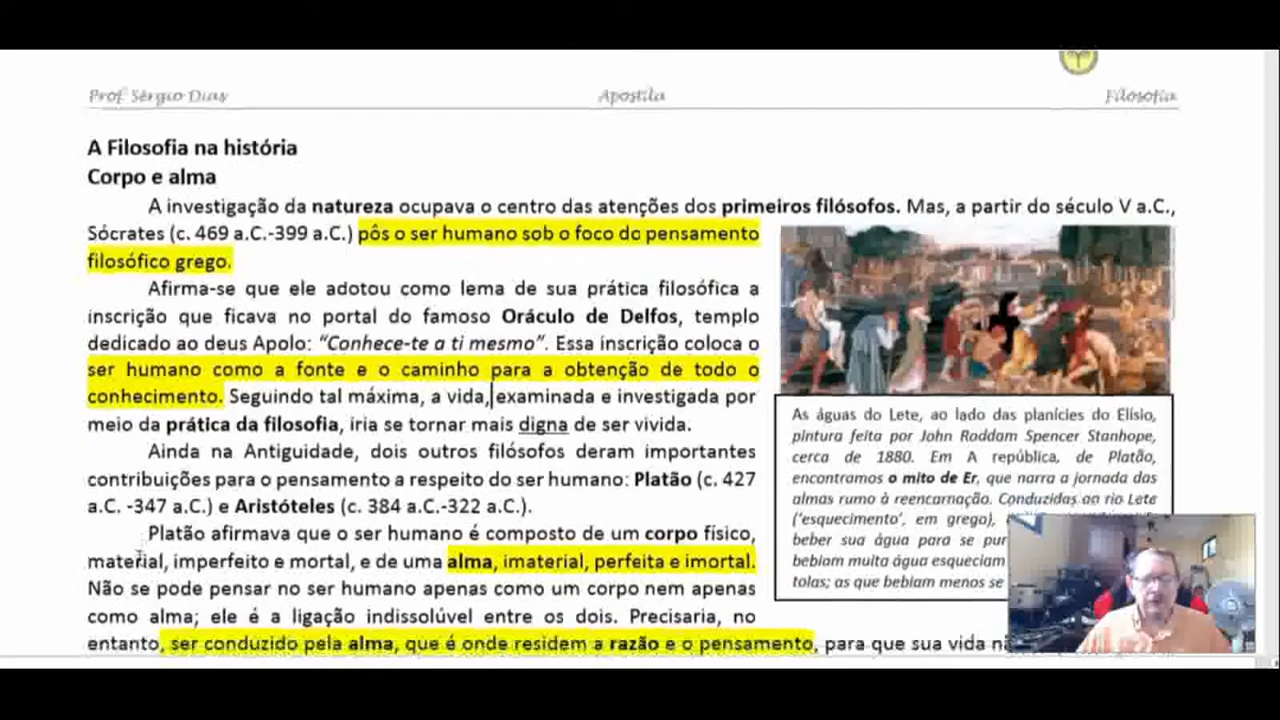 Prof Sérgio Dias Apostila Filosofia
A Filosofia na história
Corpo e alma
A investigação da natureza ocupava o centro das atenções dos primeiros filósofos. Mas, a partir do século V a.C.,
Sócrates (c. 469 a.C.-399 a.C.) pôs o ser humano sob o foco do pensamento
filosófico grego.
Afirma-se que ele adotou como lema de sua prática filosófica a
inscrição que ficava no portal do famoso Oráculo de Delfos, templo
dedicado ao deus Apolo: “Conhece-te a ti mesmo”. Essa inscrição coloca o
ser humano como a fonte e o caminho para a obtenção de todo o
conhecimento. Seguindo tal máxima, a vida, examinada e investigada por
meio da prática da filosofia, iria se tornar mais digna de ser vivida.
Ainda na Antiguidade, dois outros filósofos deram importantes
contribuições para o pensamento a respeito do ser humano: Platão (c. 427
a.C. -347 a.C.) e Aristóteles (c. 384 a.C.-322 a.C.).
Platão afirmava que o ser humano é composto de um corpo físico,
material, imperfeito e mortal, e de uma alma, imaterial, perfeita e imortal.
Não se pode pensar no ser humano apenas como um corpo nem apenas
como alma; ele é a ligação indissolúvel entre os dois. Precisaria, no
entanto, ser conduzido pela alma, que é onde residem a razão e o pensamento, para que sua vida
As águas do Lete, ao lado das planícies do Elísio,
pintura feita por John Roddam Spencer Stanhope,
cerca de 1880. Em A república, de Platão,
encontramos o mito de Er, que narra a jornada das
almas rumo à reencarnação. Conduzidas ao rio Lete
(‘esquecimento’, em grego),
beber sua água para se
bebiam muita água esqueciam
tolas; as que bebiam menos se